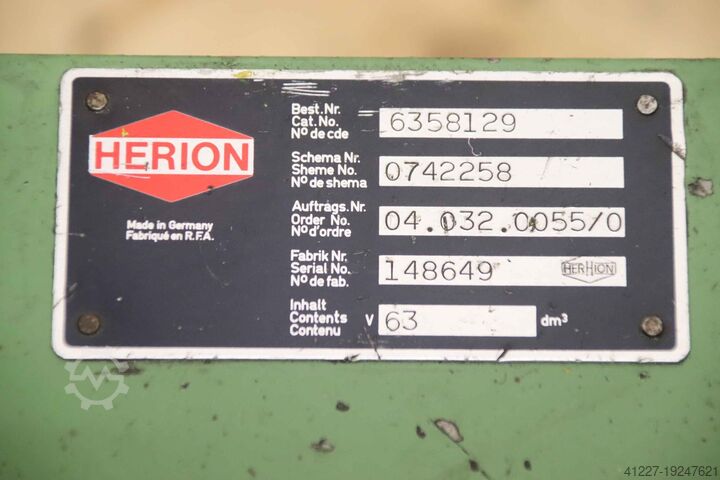 HERION
Made in Germany
Fabriqué en R.F.A.
Best.Nr.
Cat.No.
Nº de cde
6358129
Schema Nr.
Sheme No.
Nº de shema
0742258
Auftrags.Nr.
Order No.
Nº d'ordre
04.032.0055/0
Fabrik Nr.
Serial No.
Nº de fab.
148649
HERHION
Inhalt
Contents
Contenu
V 63 dm³
41227-19247621